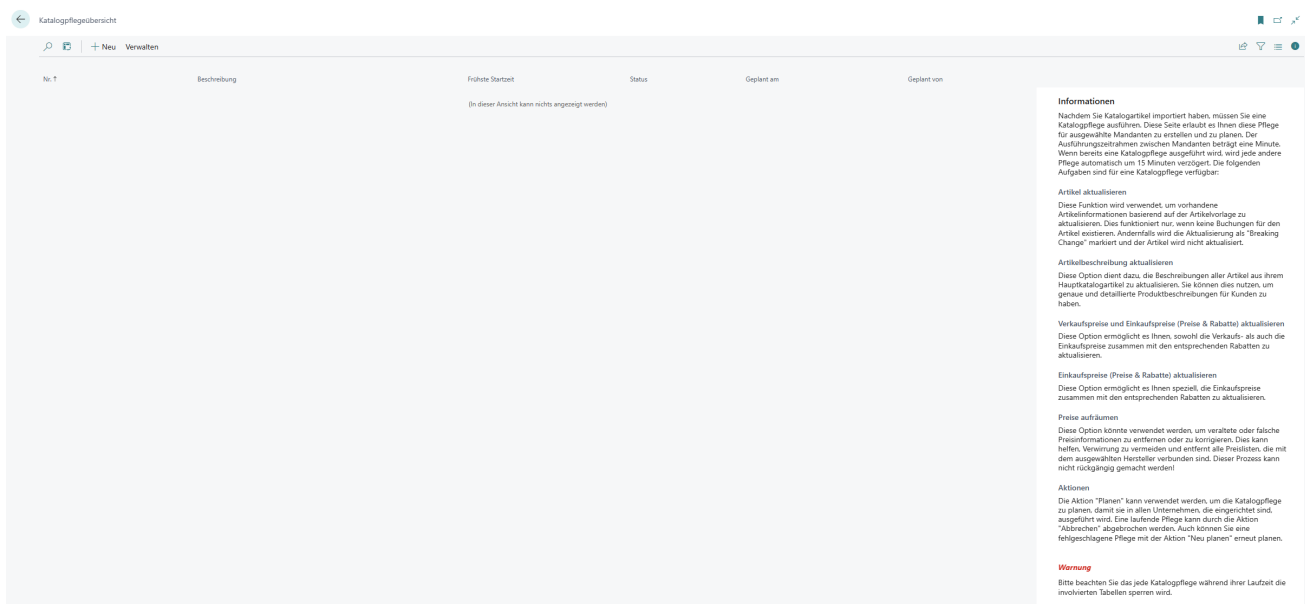 Katalogpflegeübersicht
Neu Verwalten
Nr. ↑ Beschreibung Frühste Startzeit Status Geplant am Geplant von
(In dieser Ansicht kann nichts angezeigt werden)
Informationen
Nachdem Sie Katalogartikel importiert haben, müssen Sie eine
Katalogpflege ausführen. Diese Seite erlaubt es Ihnen diese Pflege
für ausgewählte Mandanten zu erstellen und zu planen. Der
Ausführungszeitrahmen zwischen Mandanten beträgt eine Minute.
Wenn bereits eine Katalogpflege ausgeführt wird, wird jede andere
Pflege automatisch um 15 Minuten verzögert. Die folgenden
Aufgaben sind für eine Katalogpflege verfügbar:
Artikel aktualisieren
Diese Funktion wird verwendet, um vorhandene
Artikelinformationen basierend auf der Artikelvorlage zu
aktualisieren. Dies funktioniert nur, wenn keine Buchungen für den
Artikel existieren. Andernfalls wird die Aktualisierung als "Breaking
Change" markiert und der Artikel wird nicht aktualisiert.
Artikelbeschreibung aktualisieren
Diese Option dient dazu, die Beschreibungen aller Artikel aus ihrem
Hauptkatalogartikel zu aktualisieren. Sie können dies nutzen, um
genaue und detaillierte Produktbeschreibungen für Kunden zu
haben.
Verkaufspreise und Einkaufspreise (Preise & Rabatte) aktualisieren
Diese Option ermöglicht es Ihnen, sowohl die Verkaufs- als auch die
Einkaufspreise zusammen mit den entsprechenden Rabatten zu
aktualisieren.
Einkaufspreise (Preise & Rabatte) aktualisieren
Diese Option ermöglicht es Ihnen speziell, die Einkaufspreise
zusammen mit den entsprechenden Rabatten zu aktualisieren.
Preise aufräumen
Diese Option könnte verwendet werden, um veraltete oder falsche
Preisinformationen zu entfernen oder zu korrigieren. Dies kann
helfen, Verwirrung zu vermeiden und entfernt alle Preislisten, die mit
dem ausgewählten Hersteller verbunden sind. Dieser Prozess kann
nicht rückgängig gemacht werden!
Aktionen
Die Aktion "Planen" kann verwendet werden, um die Katalogpflege
zu planen, damit sie in allen Unternehmen, die eingerichtet sind,
ausgeführt wird. Eine laufende Pflege kann durch die Aktion
"Abbrechen" abgebrochen werden. Auch können Sie eine
fehlgeschlagene Pflege mit der Aktion "Neu planen" erneut planen.
Warnung
Bitte beachten Sie das jede Katalogpflege während ihrer Laufzeit die
involvierten Tabellen sperren wird.